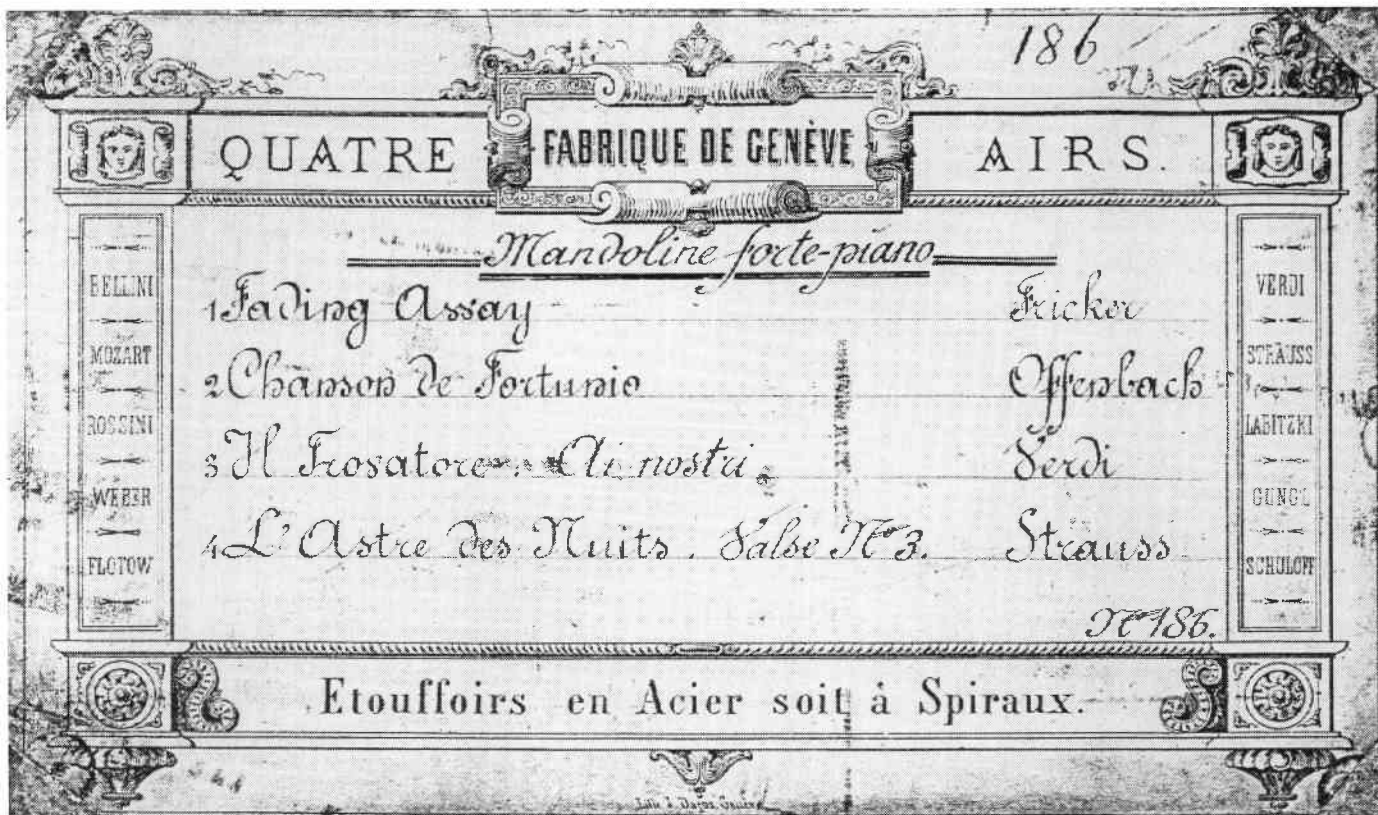 186
QUATRE FABRIQUE DE GENÈVE AIRS.
Mandoline forte-piano
1 Fading Assay Fricker
2 Chanson de Fortunio Offenbach
3 Il Trosatore . Ai nostri . Verdi
4 L'Astre des Nuits . Valse No 3. Strauss
No 186.
BELLINI
MOZART
ROSSINI
WEBER
FLOTOW
VERDI
STRAUSS
LABITZKI
GUNGL
SCHULOFF
Etouffoirs en Acier soit à Spiraux.